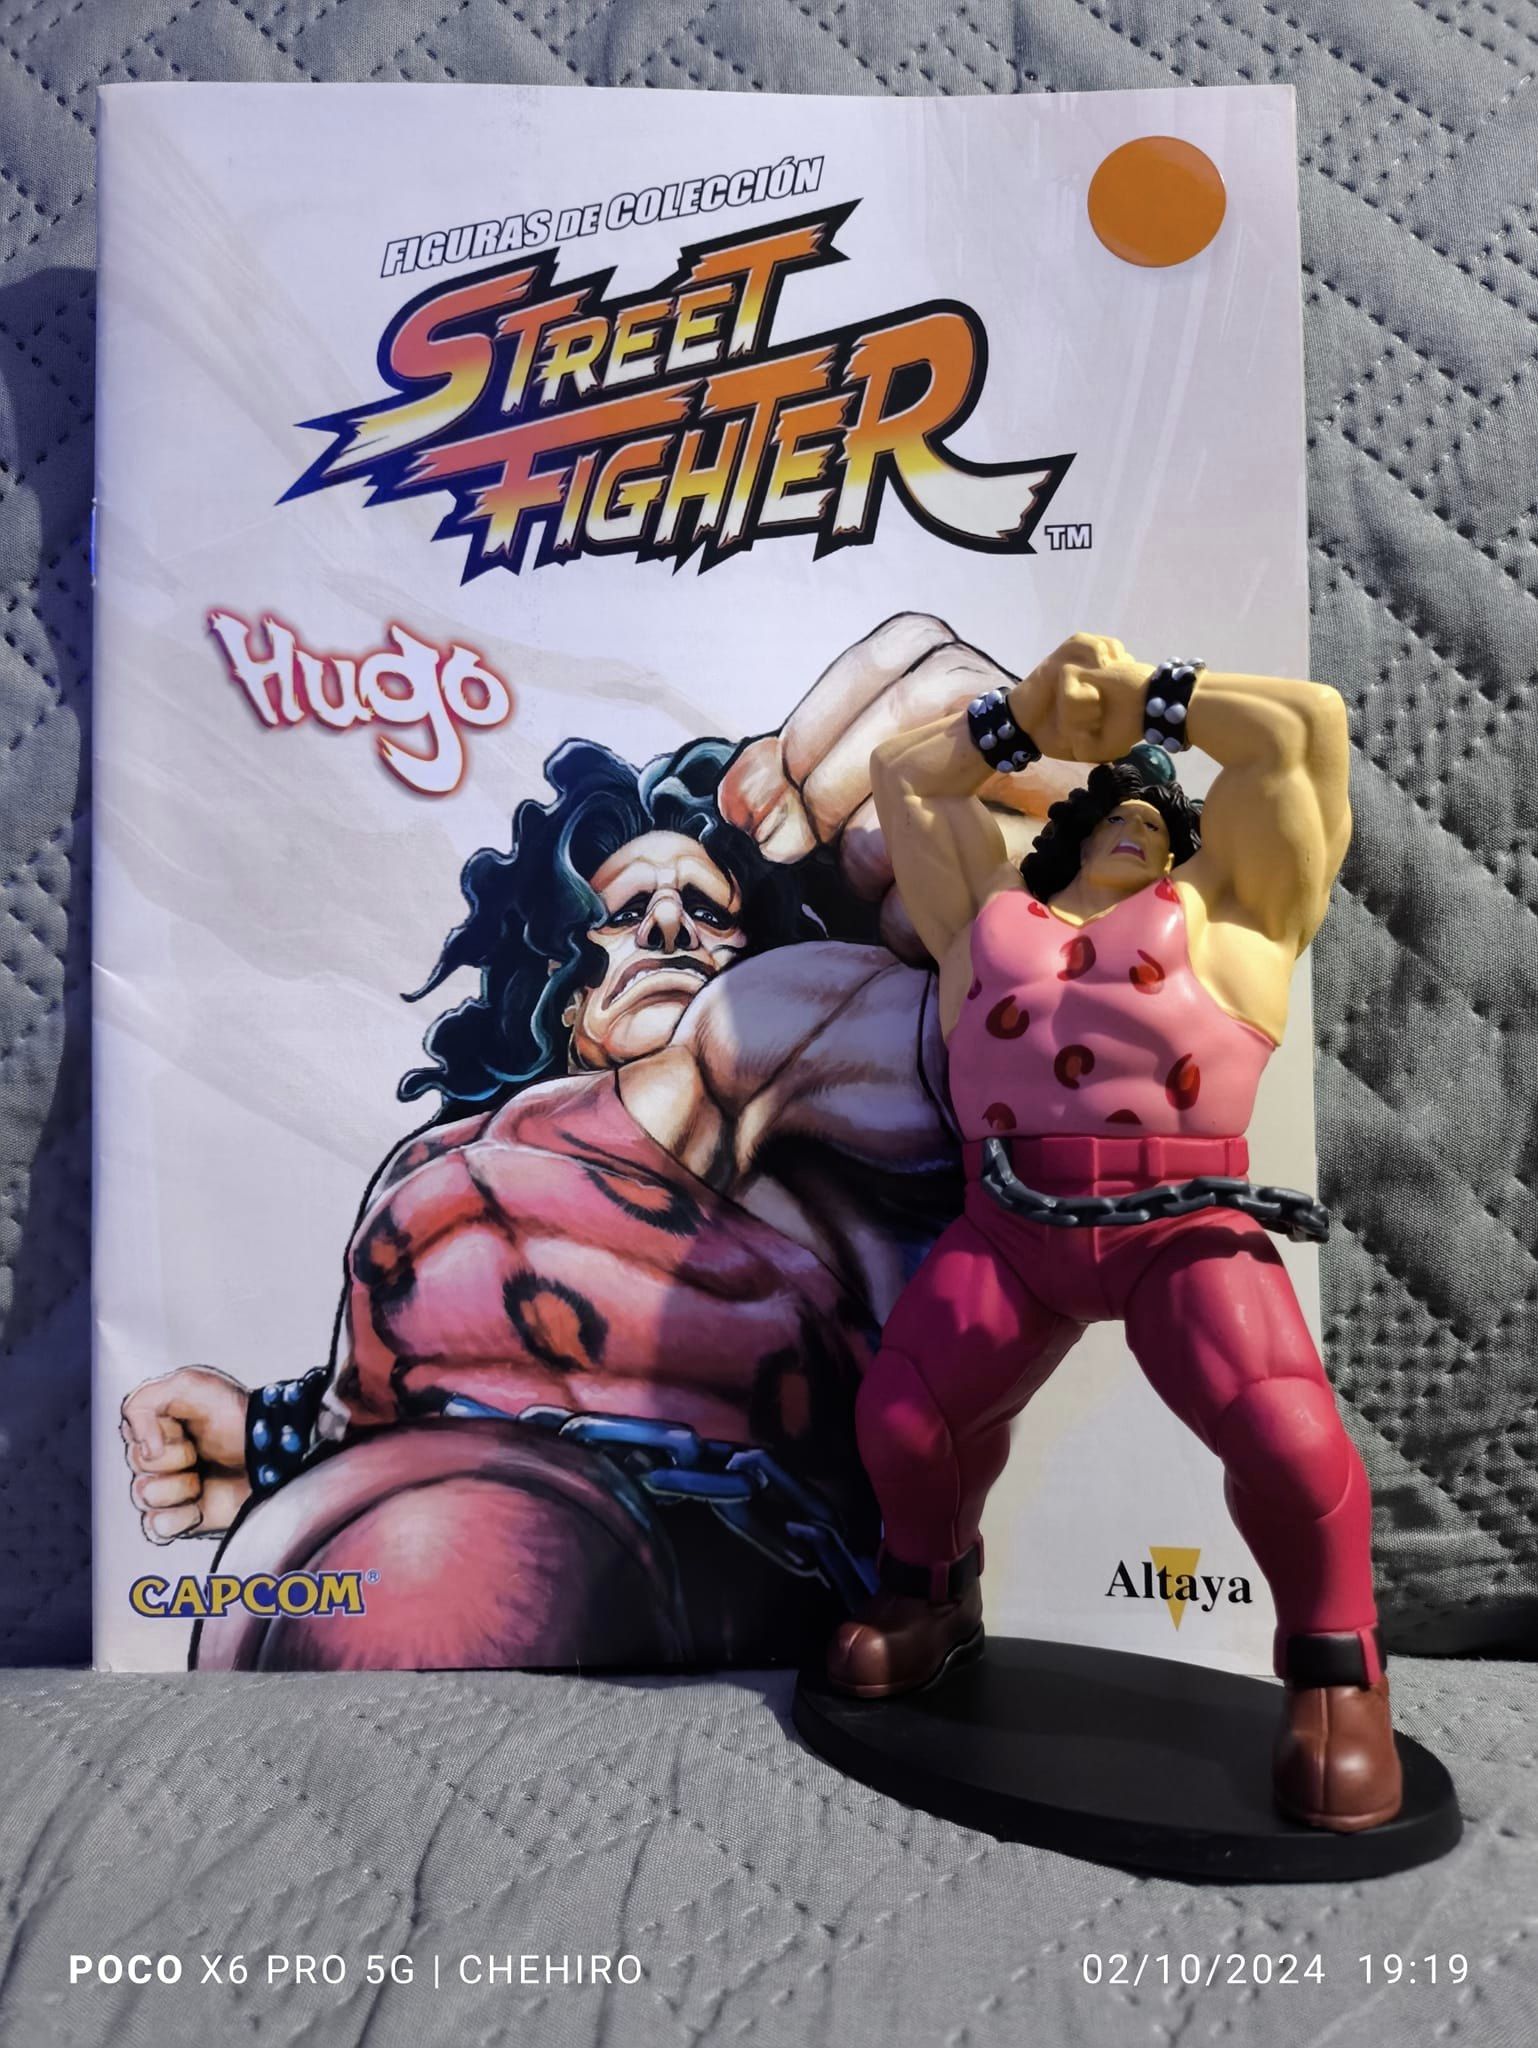 FIGURAS DE COLECCIÓN
STREET
FIGHTER
TM
Hugo
CAPCOM®
Altaya
POCO X6 PRO 5G | CHEHIRO
02/10/2024 19:19